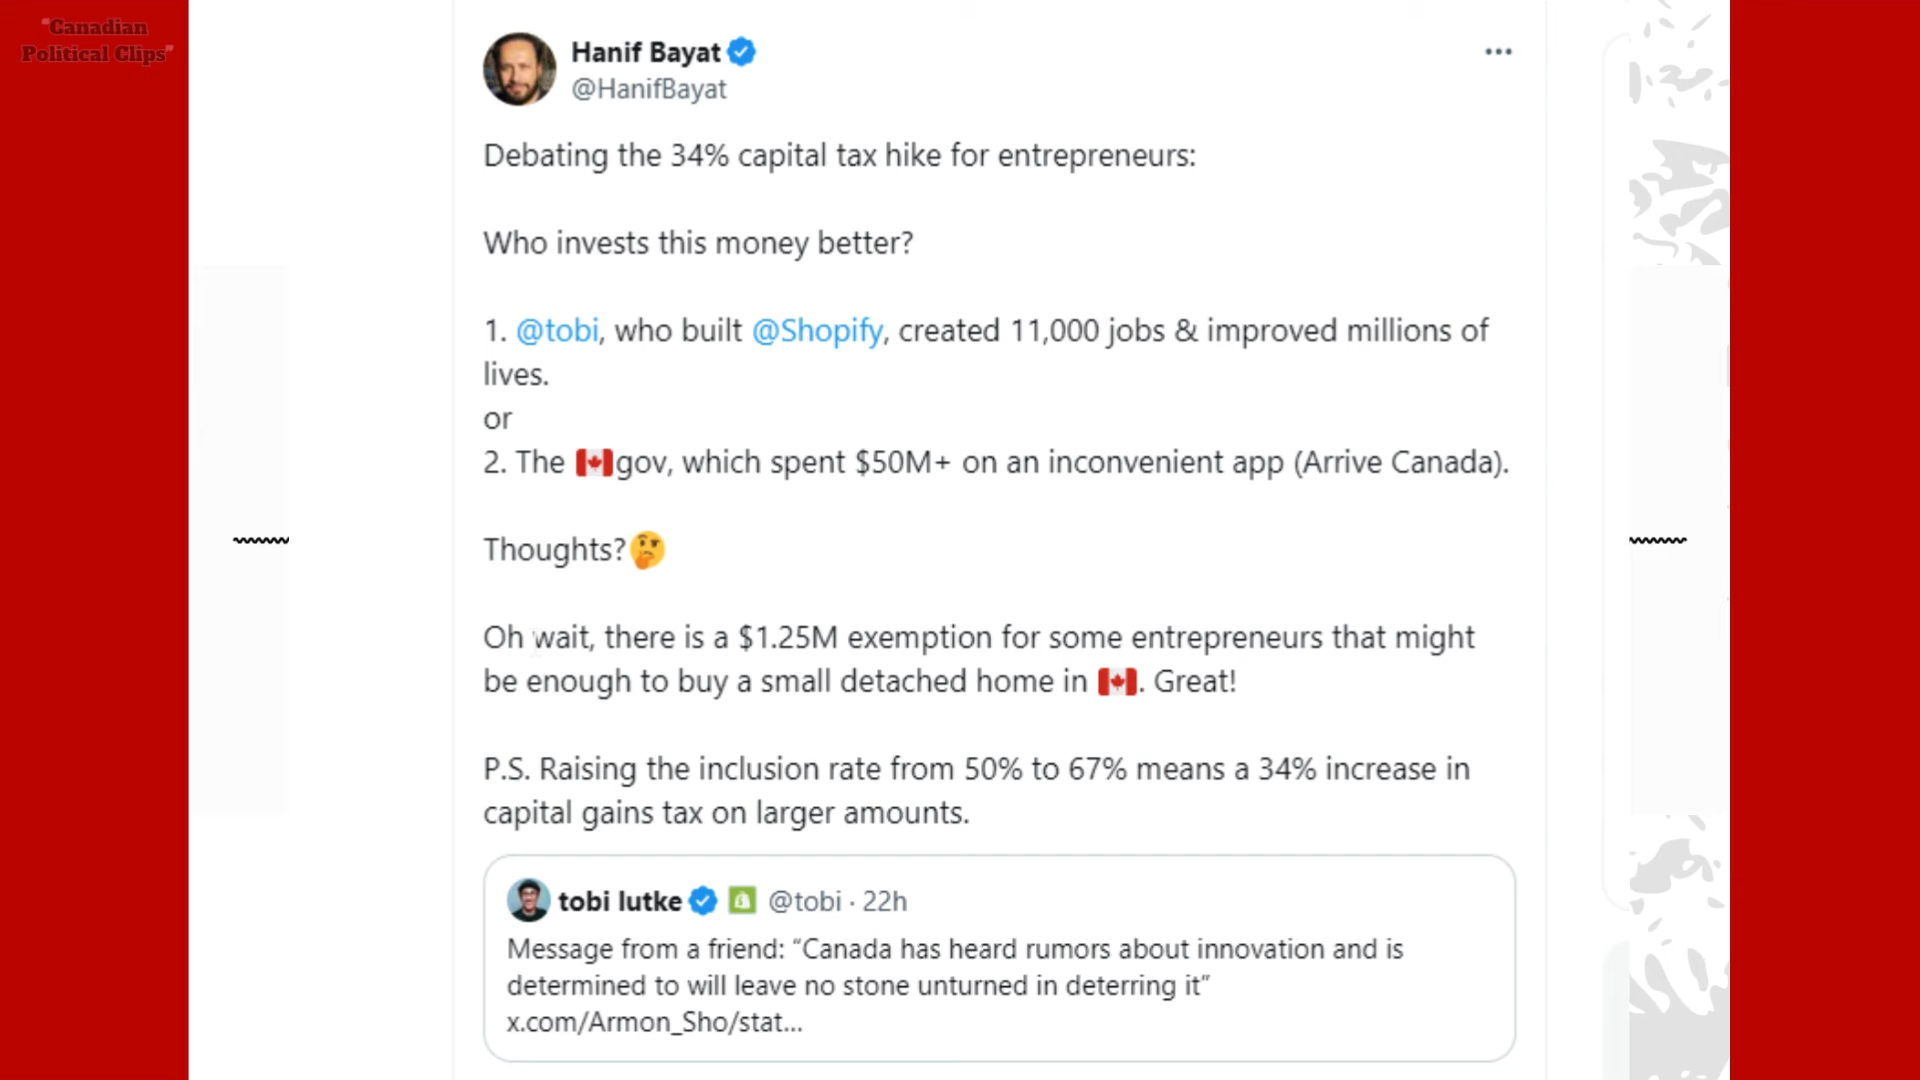 "Canadian
Political Clips"
Hanif Bayat
@HanifBayat
Debating the 34% capital tax hike for entrepreneurs:
Who invests this money better?
1. @tobi, who built @Shopify, created 11,000 jobs & improved millions of
lives.
or
2. The 🇨🇦gov, which spent $50M+ on an inconvenient app (Arrive Canada).
Thoughts?🤔
Oh wait, there is a $1.25M exemption for some entrepreneurs that might
be enough to buy a small detached home in 🇨🇦. Great!
P.S. Raising the inclusion rate from 50% to 67% means a 34% increase in
capital gains tax on larger amounts.
tobi lutke @tobi · 22h
Message from a friend: “Canada has heard rumors about innovation and is
determined to will leave no stone unturned in deterring it”
x.com/Armon_Sho/stat...